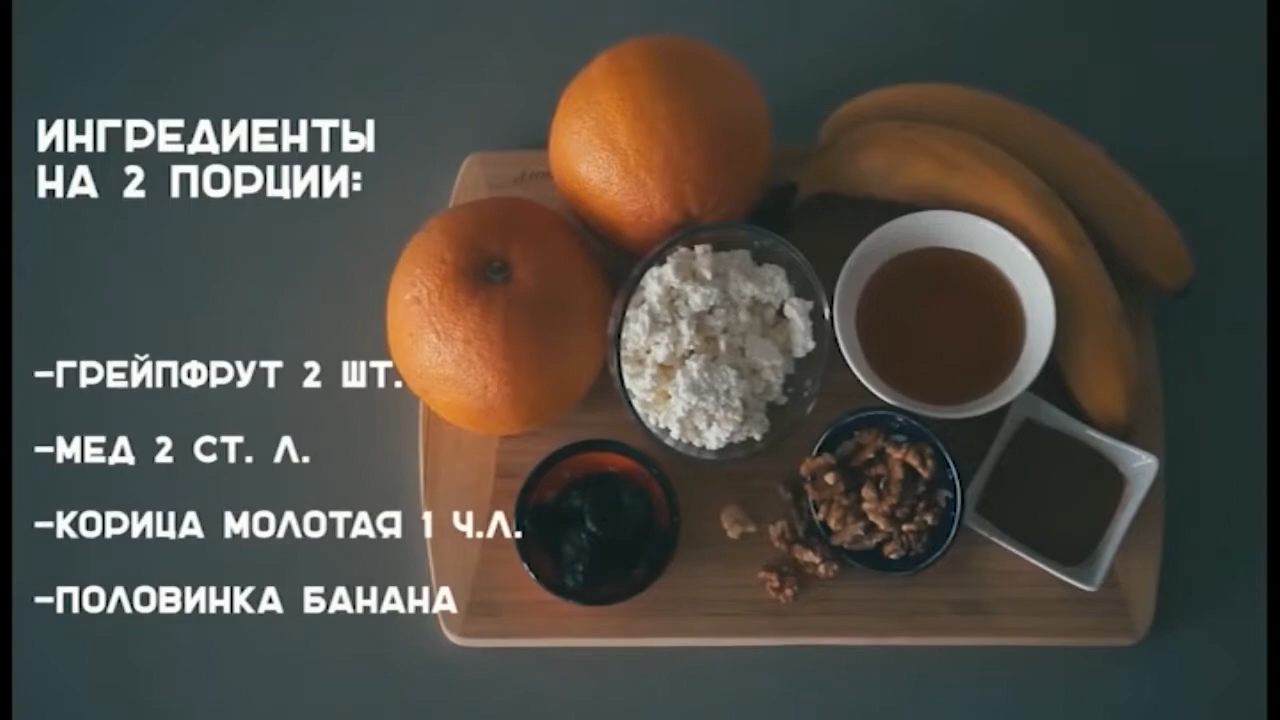 ИНГРЕДИЕНТЫ
НА 2 ПОРЦИИ:
-ГРЕЙПФРУТ 2 ШТ.
-МЕД 2 СТ. Л.
-КОРИЦА МОЛОТАЯ 1 Ч.Л.
-ПОЛОВИНКА БАНАНА